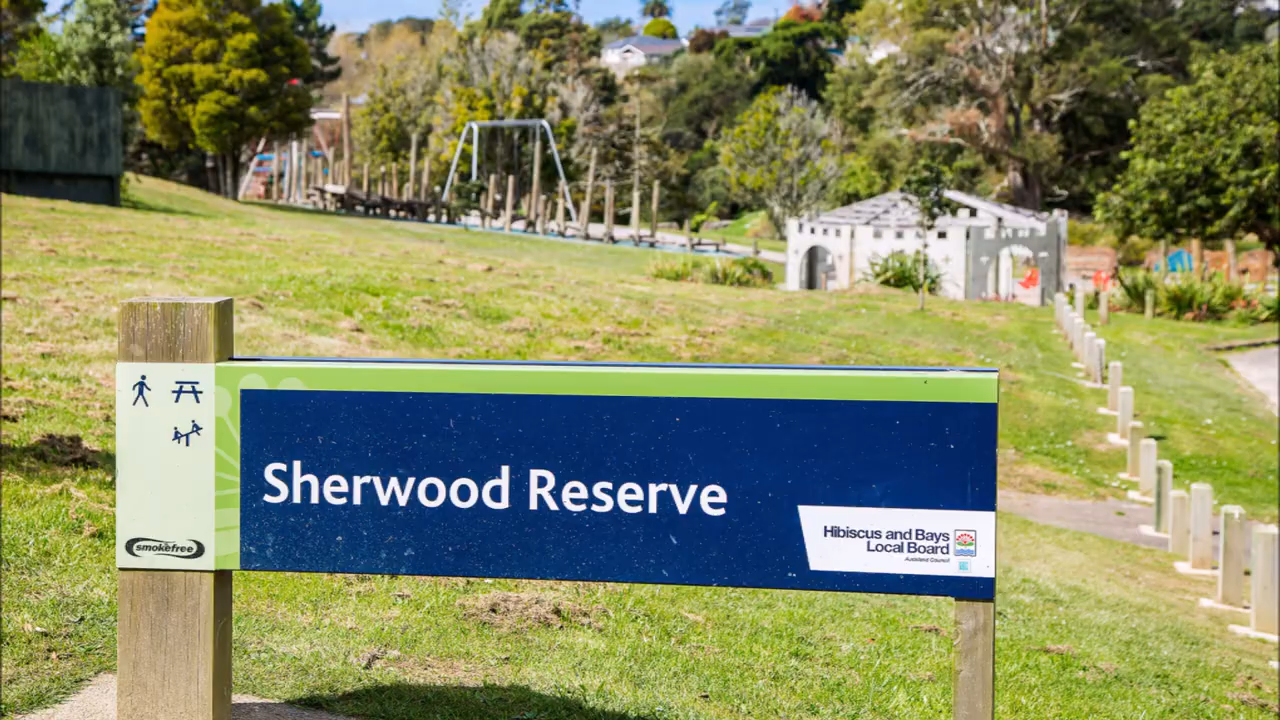 Sherwood Reserve
smokefree
Hibiscus and Bays
Local Board
Auckland Council